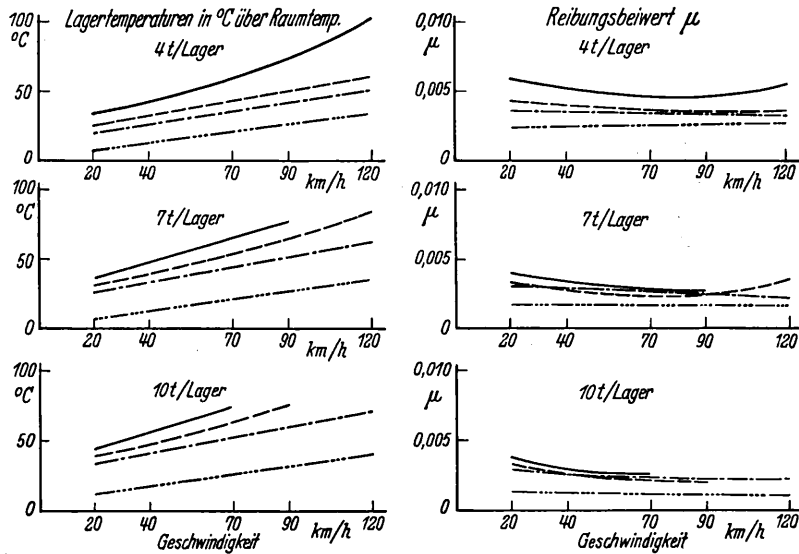 Lagertemperaturen in °C über Raumtemp.
4t/Lager
100
°C
50
0
20 40 70 90 km/h 120
7t/Lager
100
°C
50
0
20 40 70 90 km/h 120
10t/Lager
100
°C
50
0
20 40 70 90 km/h 120
Geschwindigkeit
Reibungsbeiwert μ
4t/Lager
0,010
μ
0,005
0
20 40 70 90 km/h 120
7t/Lager
0,010
μ
0,005
0
20 40 70 90 km/h 120
10t/Lager
0,010
μ
0,005
0
20 40 70 90 km/h 120
Geschwindigkeit